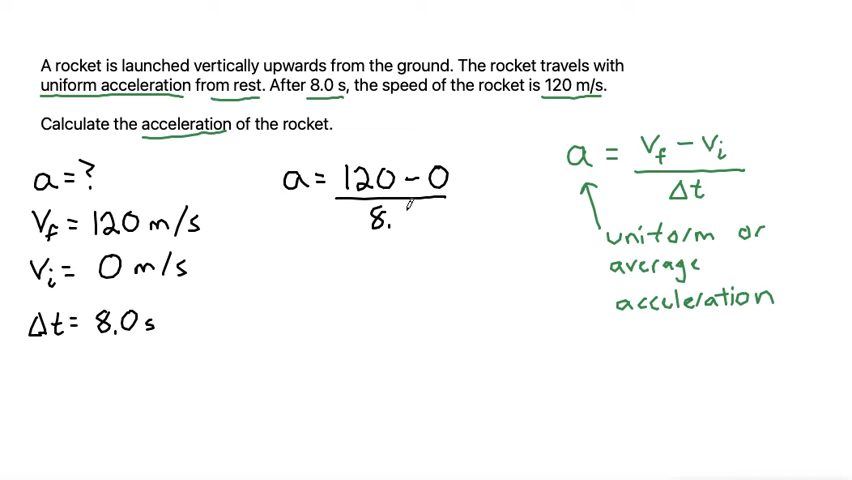 A rocket is launched vertically upwards from the ground. The rocket travels with
uniform acceleration from rest. After 8.0 s, the speed of the rocket is 120 m/s.
Calculate the acceleration of the rocket.
a = ?
Vf = 120 m/s
Vi = 0 m/s
Δt = 8.0 s
a = 120 - 0
8.
a = Vf - Vi
Δt
uniform or
average
acceleration